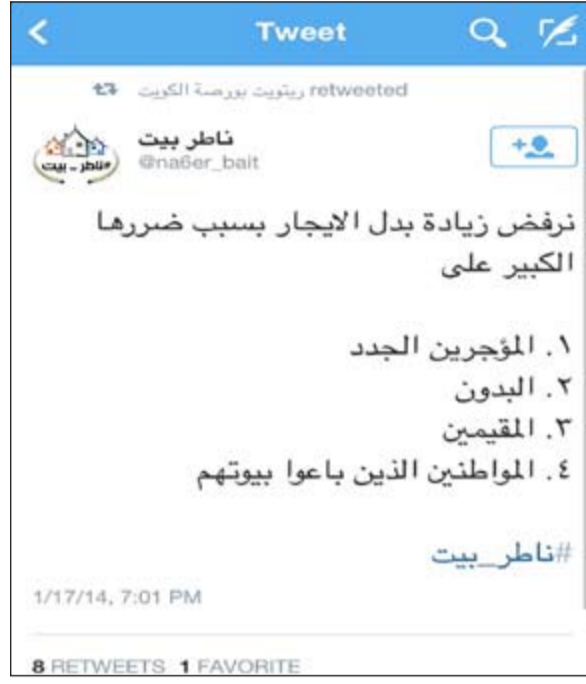 Tweet
retweeted ريتويت بورصة الكويت
ناطر بيت
@na6er_bait
#ناطر_بيت
نرفض زيادة بدل الايجار بسبب ضررها
الكبير على
١. المؤجرين الجدد
٢. البدون
٣. المقيمين
٤. المواطنين الذين باعوا بيوتهم
#ناطر_بيت
1/17/14, 7:01 PM
8 RETWEETS 1 FAVORITE